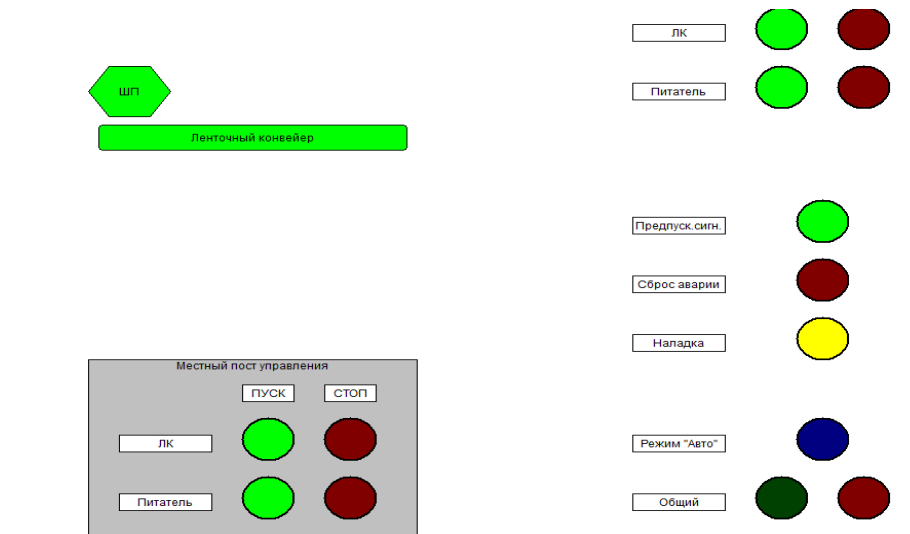 ЛК
ШП
Питатель
Ленточный конвейер
Предпуск.сигн.
Сброс аварии
Наладка
Местный пост управления
ПУСК СТОП
ЛК
Режим "Авто"
Питатель
Общий